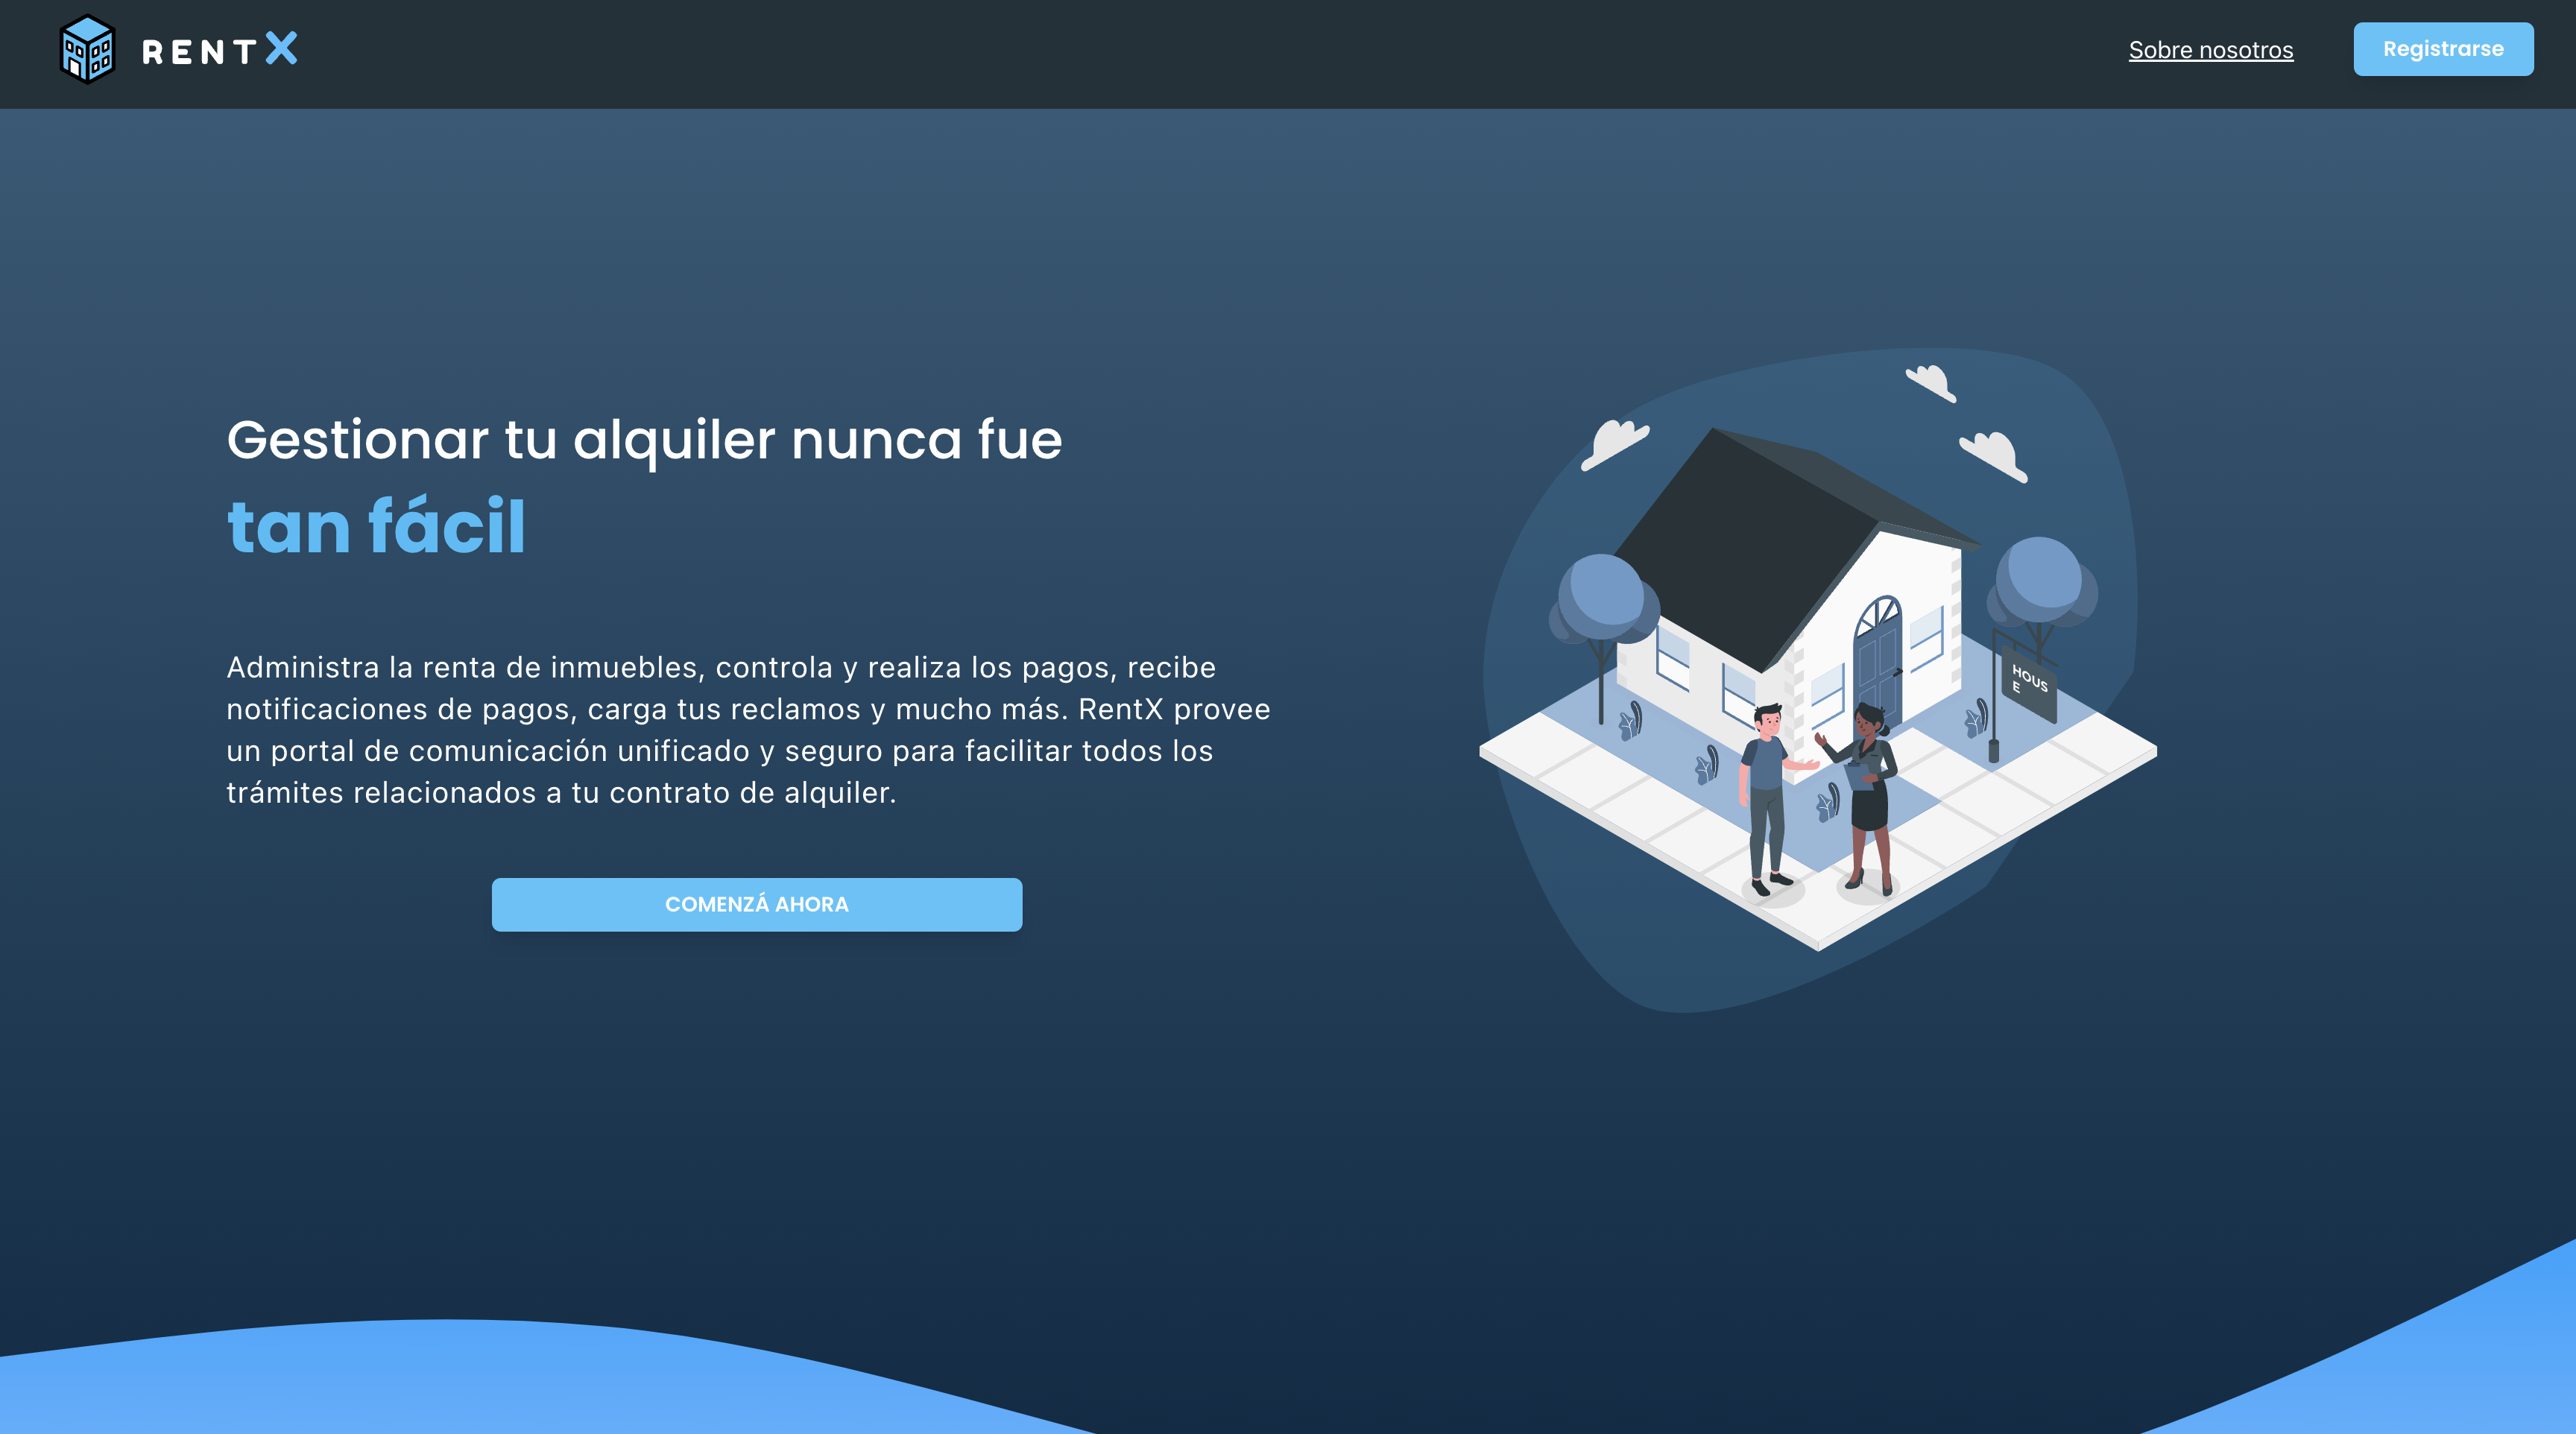 RENTX
Sobre nosotros
Registrarse
Gestionar tu alquiler nunca fue
tan fácil
Administra la renta de inmuebles, controla y realiza los pagos, recibe
notificaciones de pagos, carga tus reclamos y mucho más. RentX provee
un portal de comunicación unificado y seguro para facilitar todos los
trámites relacionados a tu contrato de alquiler.
COMENZÁ AHORA
HOUS
E